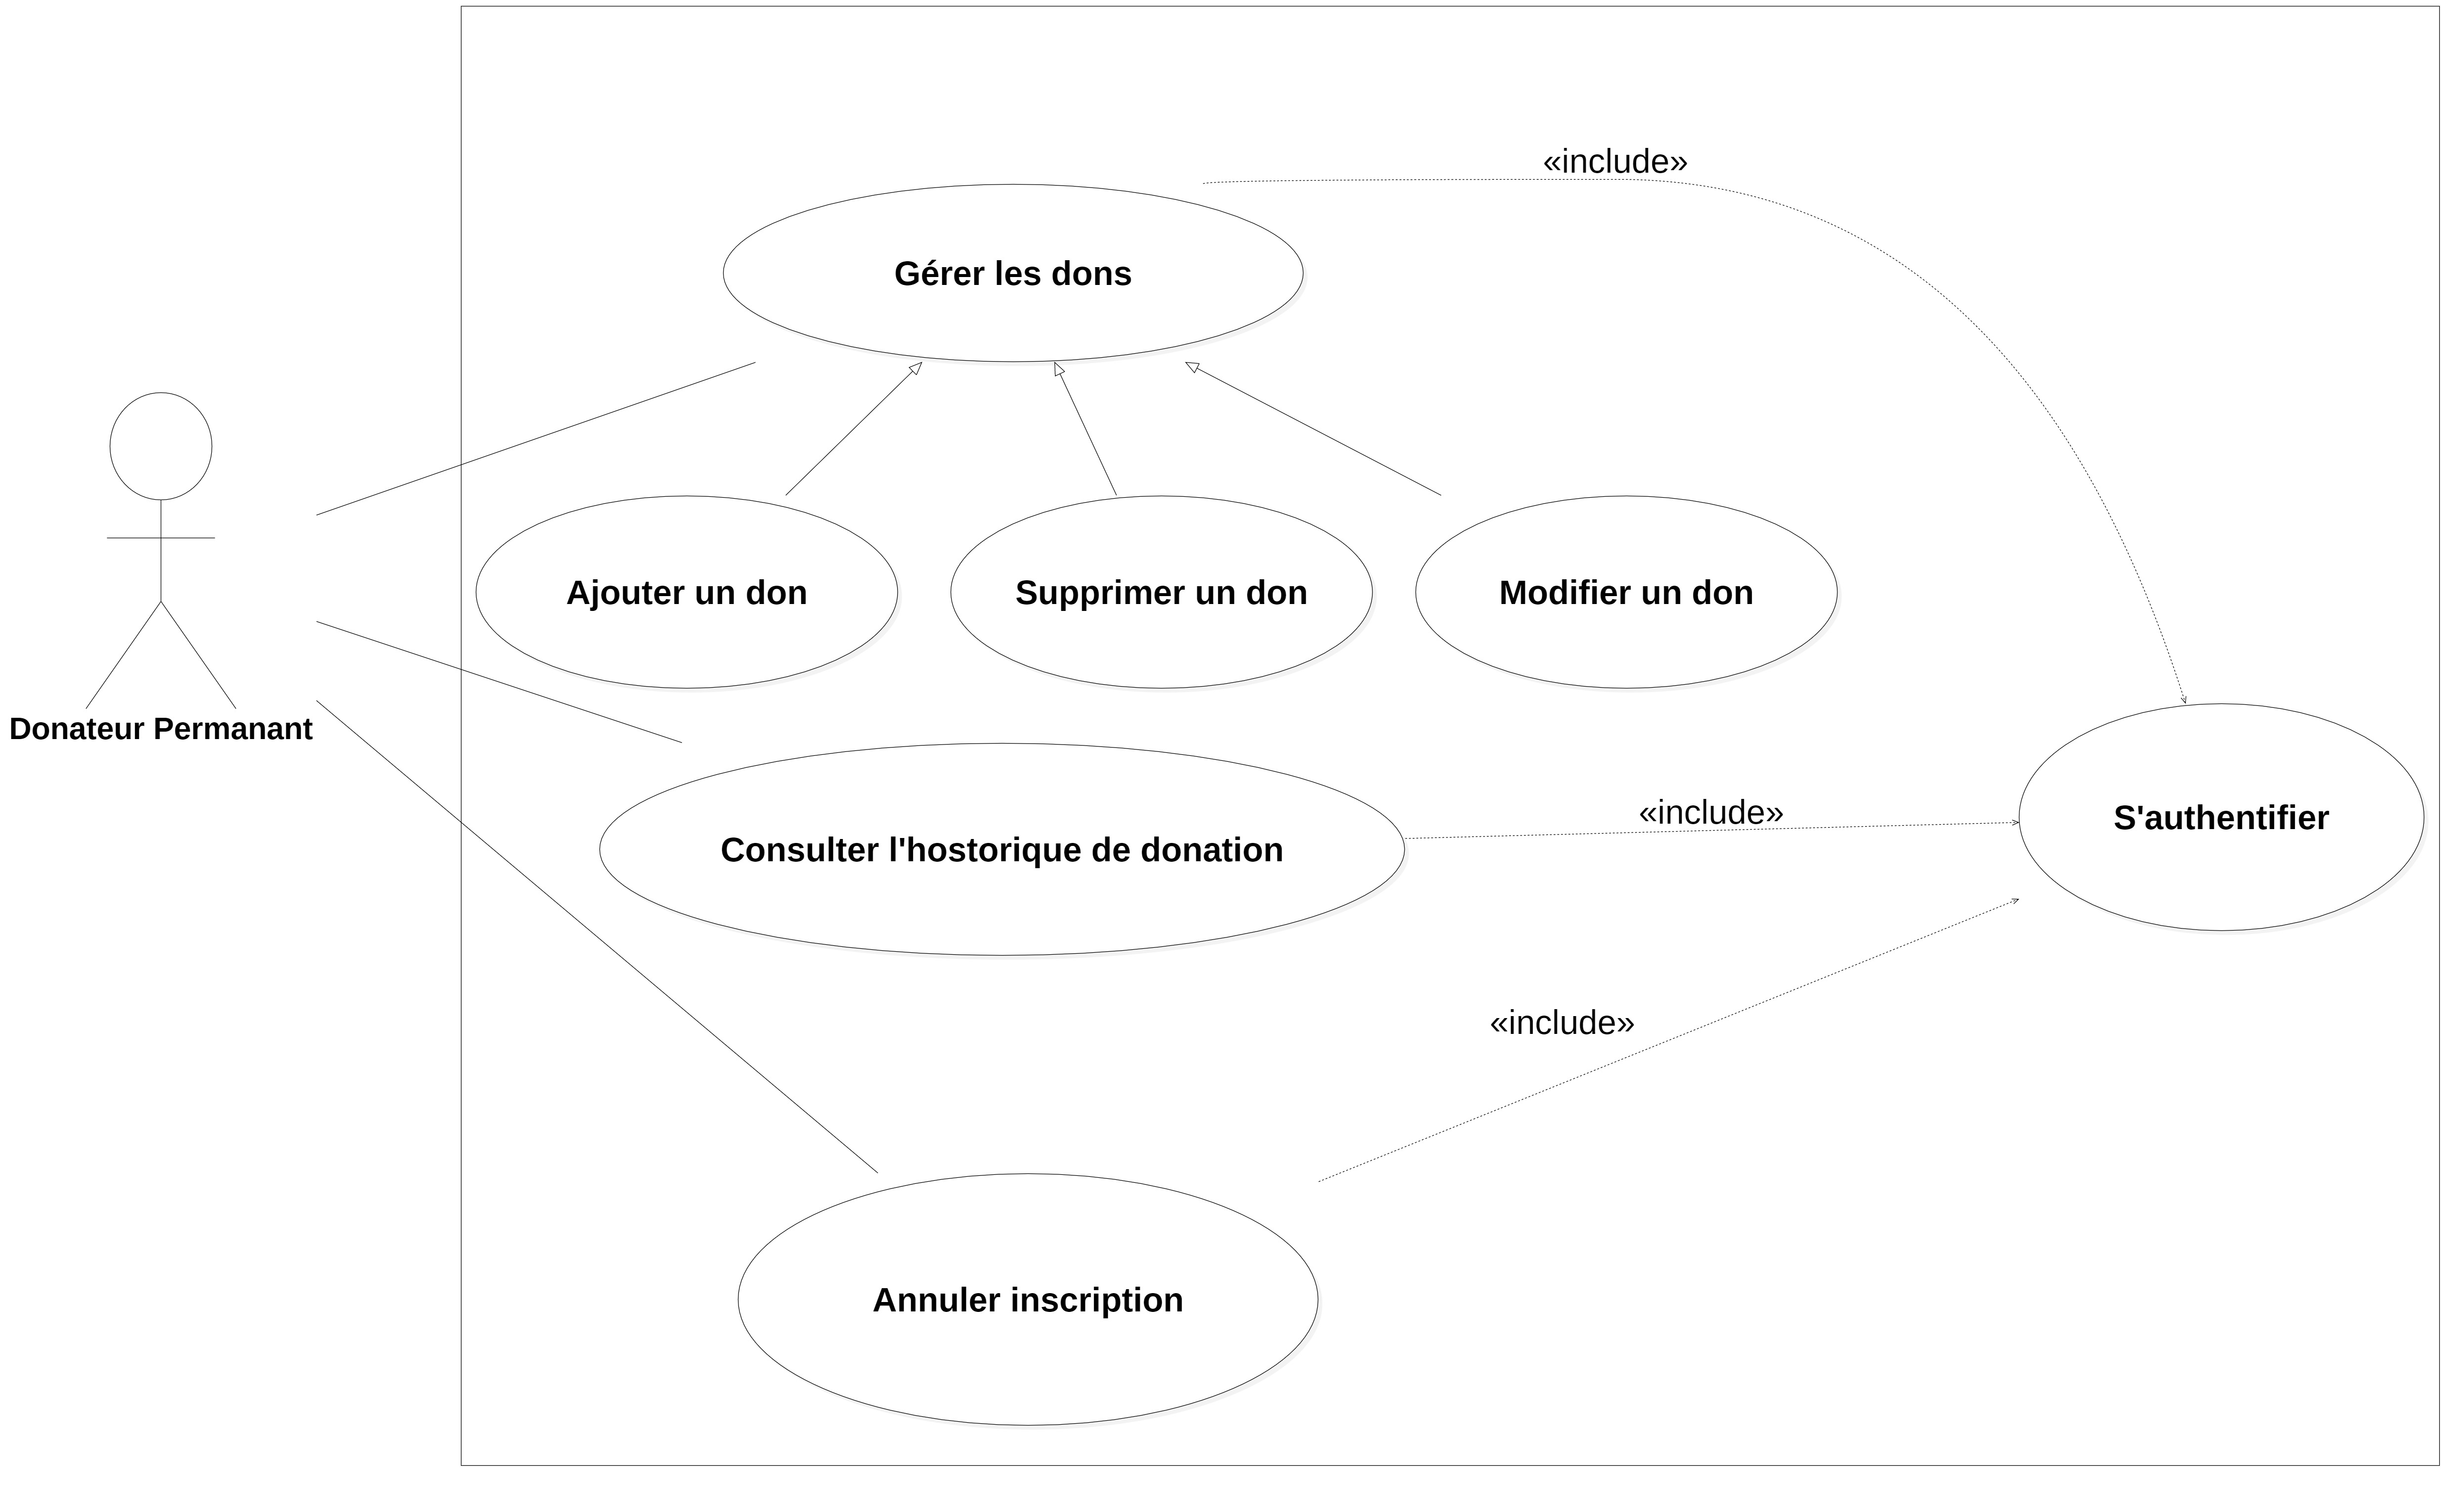 «include»
Gérer les dons
Ajouter un don
Supprimer un don
Modifier un don
Donateur Permanant
«include»
S'authentifier
Consulter l'hostorique de donation
«include»
Annuler inscription